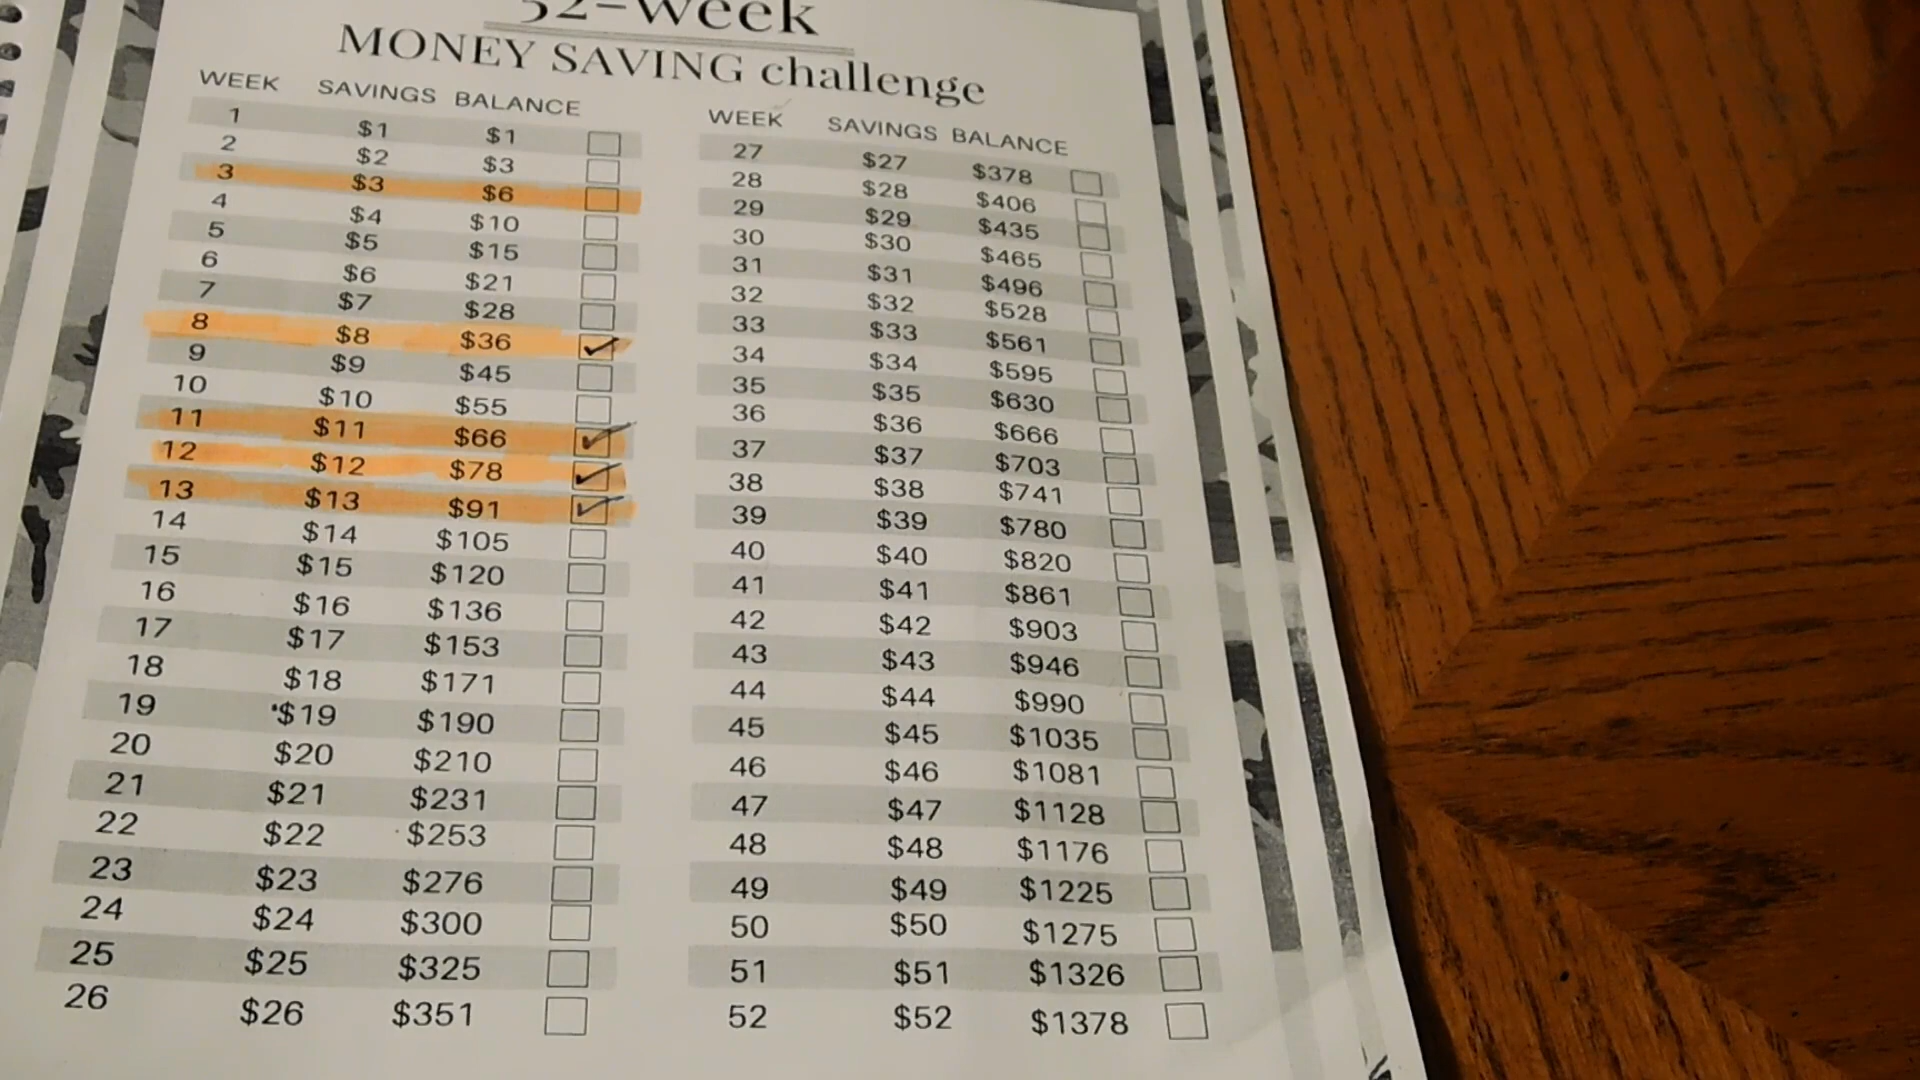 52-week
MONEY SAVING challenge
WEEK SAVINGS BALANCE
1 $1 $1
2 $2 $3
3 $3 $6
4 $4 $10
5 $5 $15
6 $6 $21
7 $7 $28
8 $8 $36
9 $9 $45
10 $10 $55
11 $11 $66
12 $12 $78
13 $13 $91
14 $14 $105
15 $15 $120
16 $16 $136
17 $17 $153
18 $18 $171
19 $19 $190
20 $20 $210
21 $21 $231
22 $22 $253
23 $23 $276
24 $24 $300
25 $25 $325
26 $26 $351
WEEK SAVINGS BALANCE
27 $27 $378
28 $28 $406
29 $29 $435
30 $30 $465
31 $31 $496
32 $32 $528
33 $33 $561
34 $34 $595
35 $35 $630
36 $36 $666
37 $37 $703
38 $38 $741
39 $39 $780
40 $40 $820
41 $41 $861
42 $42 $903
43 $43 $946
44 $44 $990
45 $45 $1035
46 $46 $1081
47 $47 $1128
48 $48 $1176
49 $49 $1225
50 $50 $1275
51 $51 $1326
52 $52 $1378